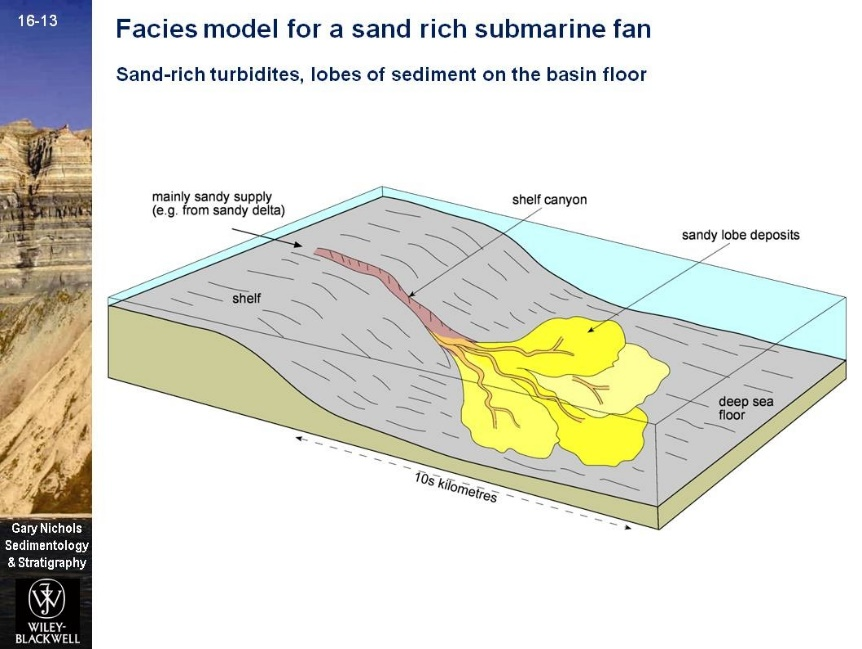 16-13
Facies model for a sand rich submarine fan
Sand-rich turbidites, lobes of sediment on the basin floor
mainly sandy supply
(e.g. from sandy delta)
shelf canyon
sandy lobe deposits
shelf
deep sea
floor
10s kilometres
Gary Nichols
Sedimentology
& Stratigraphy
WILEY-
BLACKWELL